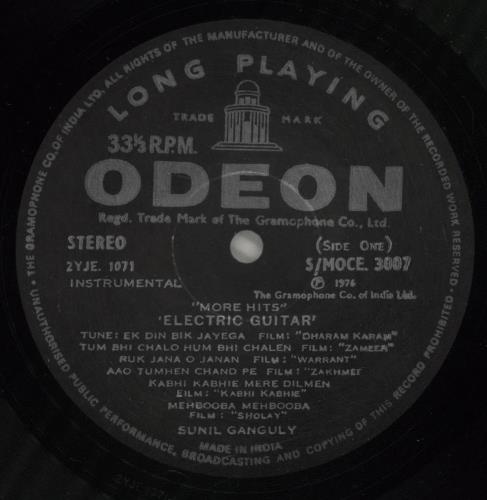 UNAUTHORISED PUBLIC PERFORMANCE, BROADCASTING AND COPYING OF THIS RECORD PROHIBITED • THE GRAMOPHONE CO. OF INDIA LTD. ALL RIGHTS OF THE MANUFACTURER AND OF THE OWNER OF THE RECORDED WORK RESERVED •
LONG PLAYING
TRADE MARK
33⅓ R.P.M.
ODEON
Regd. Trade Mark of The Gramophone Co., Ltd.
STEREO (SIDE ONE)
2YJE. 1071 S/MOCE. 3007
INSTRUMENTAL ℗ 1976
The Gramophone Co. of India Ltd.
"MORE HITS"
'ELECTRIC GUITAR'
TUNE: EK DIN BIK JAYEGA FILM: "DHARAM KARAM"
TUM BHI CHALO HUM BHI CHALEN FILM: "ZAMEER"
RUK JANA O JANAN FILM: "WARRANT"
AAO TUMHEN CHAND PE FILM: "ZAKHMEE"
KABHI KABHIE MERE DILMEN
FILM: "KABHI KABHIE"
MEHBOOBA MEHBOOBA
FILM: "SHOLAY"
SUNIL GANGULY
MADE IN INDIA